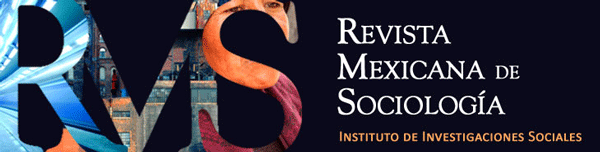 RMS
REVISTA
MEXICANA DE
SOCIOLOGÍA
INSTITUTO DE INVESTIGACIONES SOCIALES